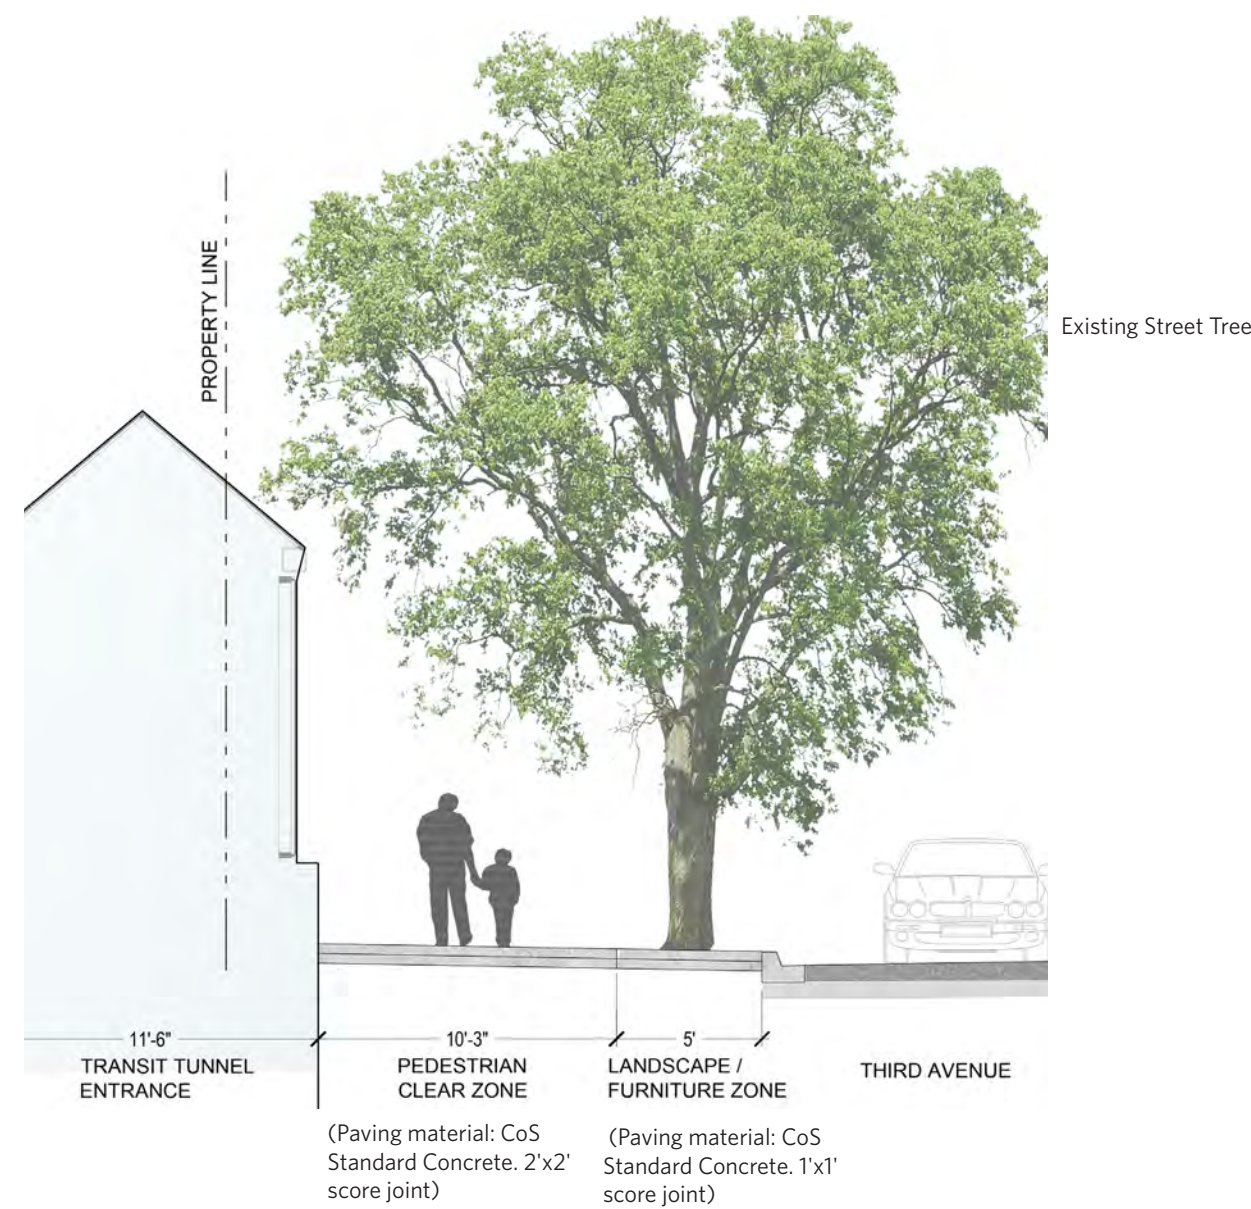 PROPERTY LINE
Existing Street Tree
11'-6"
10'-3"
5'
TRANSIT TUNNEL
ENTRANCE
PEDESTRIAN
CLEAR ZONE
LANDSCAPE /
FURNITURE ZONE
THIRD AVENUE
(Paving material: CoS
Standard Concrete. 2'x2'
score joint)
(Paving material: CoS
Standard Concrete. 1'x1'
score joint)